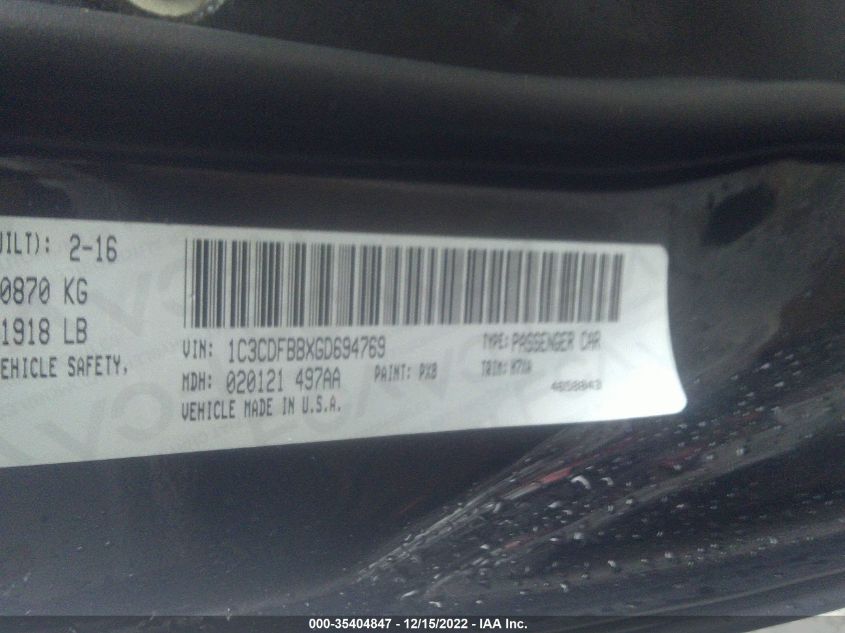 UILT): 2-16
0870 KG
1918 LB
EHICLE SAFETY,
VIN: 1C3CDFBBXGD694769
TYPE: PASSENGER CAR
MDH: 020121 497AA
PAINT: PXB
TRIM:
VEHICLE MADE IN U.S.A.
000-35404847 - 12/15/2022 - IAA Inc.